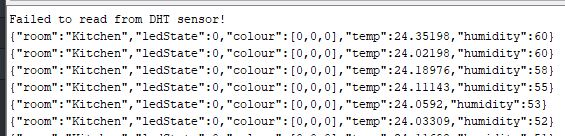 Failed to read from DHT sensor!
{"room":"Kitchen","ledState":0,"colour":[0,0,0],"temp":24.35198,"humidity":60}
{"room":"Kitchen","ledState":0,"colour":[0,0,0],"temp":24.02198,"humidity":60}
{"room":"Kitchen","ledState":0,"colour":[0,0,0],"temp":24.18976,"humidity":58}
{"room":"Kitchen","ledState":0,"colour":[0,0,0],"temp":24.11143,"humidity":55}
{"room":"Kitchen","ledState":0,"colour":[0,0,0],"temp":24.0592,"humidity":53}
{"room":"Kitchen","ledState":0,"colour":[0,0,0],"temp":24.03309,"humidity":52}